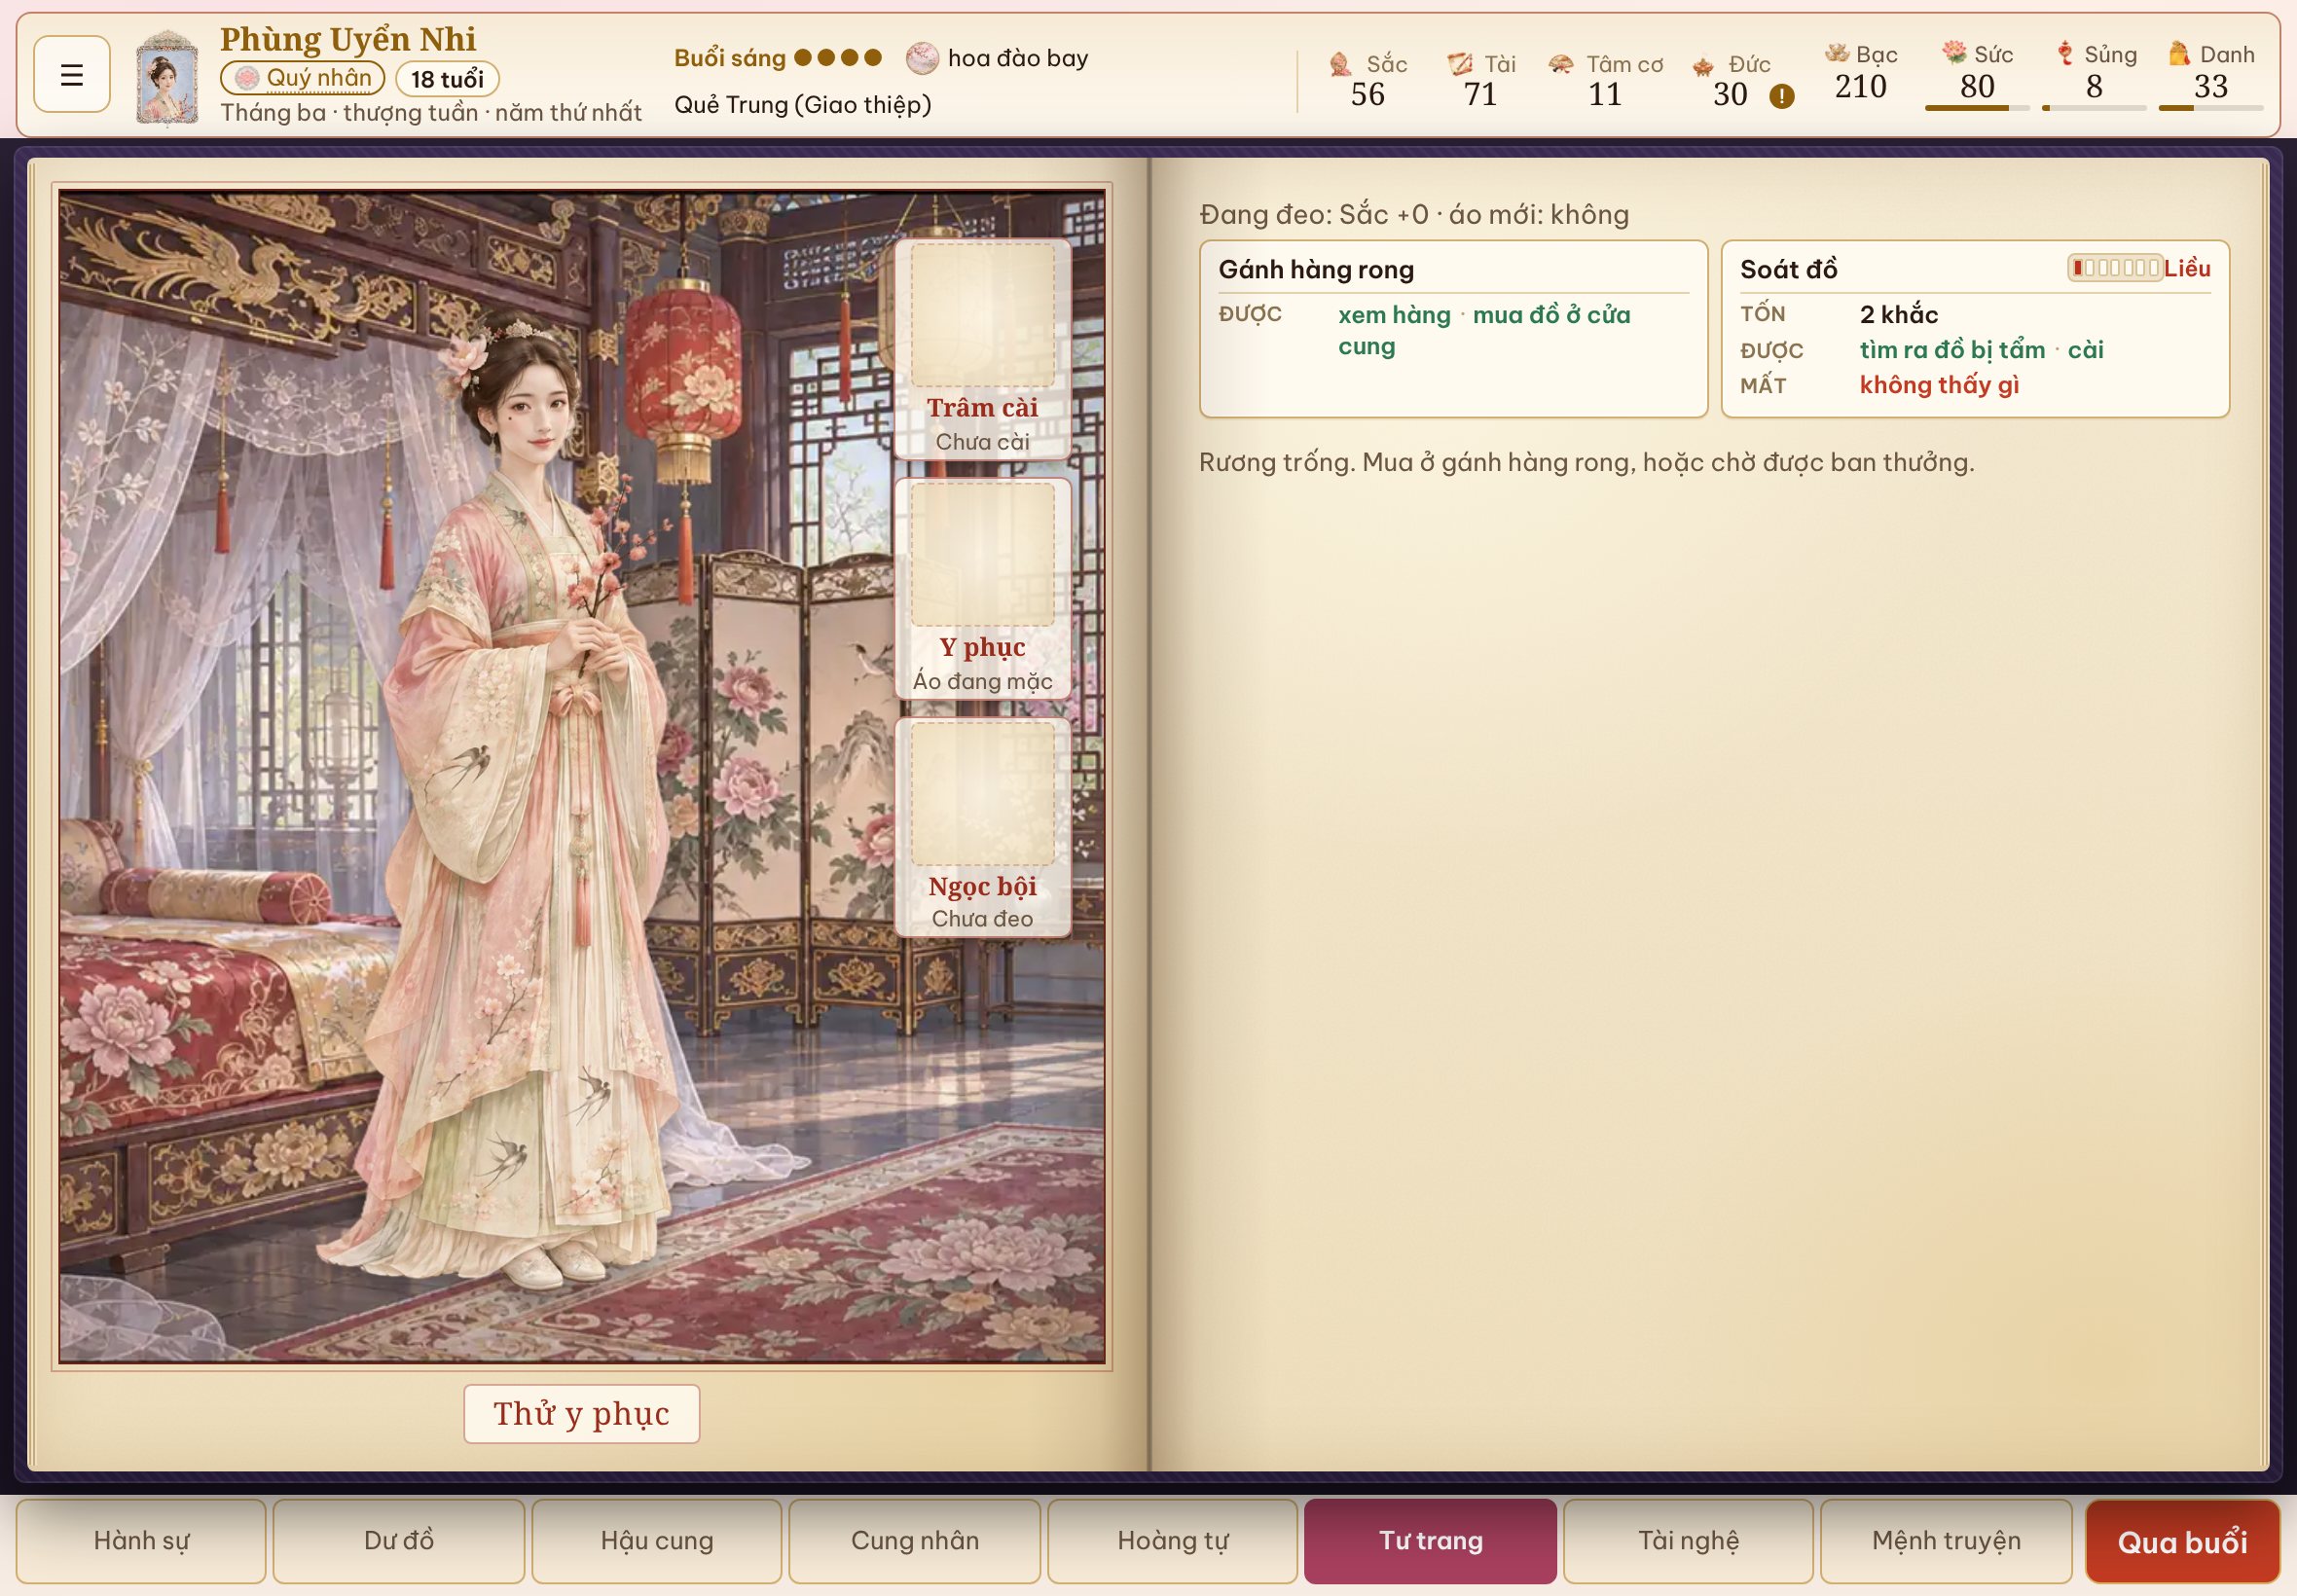 ☰
Phùng Uyển Nhi
Quý nhân 18 tuổi
Tháng ba · thượng tuần · năm thứ nhất
Buổi sáng ●●●● hoa đào bay
Quẻ Trung (Giao thiệp)
Sắc
56
Tài
71
Tâm cơ
11
Đức
30 !
Bạc
210
Sức
80
Sủng
8
Danh
33
Trâm cài
Chưa cài
Y phục
Áo đang mặc
Ngọc bội
Chưa đeo
Thử y phục
Đang đeo: Sắc +0 · áo mới: không
Gánh hàng rong
ĐƯỢC xem hàng · mua đồ ở cửa
cung
Soát đồ Liều
TỐN 2 khắc
ĐƯỢC tìm ra đồ bị tẩm · cài
MẤT không thấy gì
Rương trống. Mua ở gánh hàng rong, hoặc chờ được ban thưởng.
Hành sự
Dư đồ
Hậu cung
Cung nhân
Hoàng tự
Tư trang
Tài nghệ
Mệnh truyện
Qua buổi